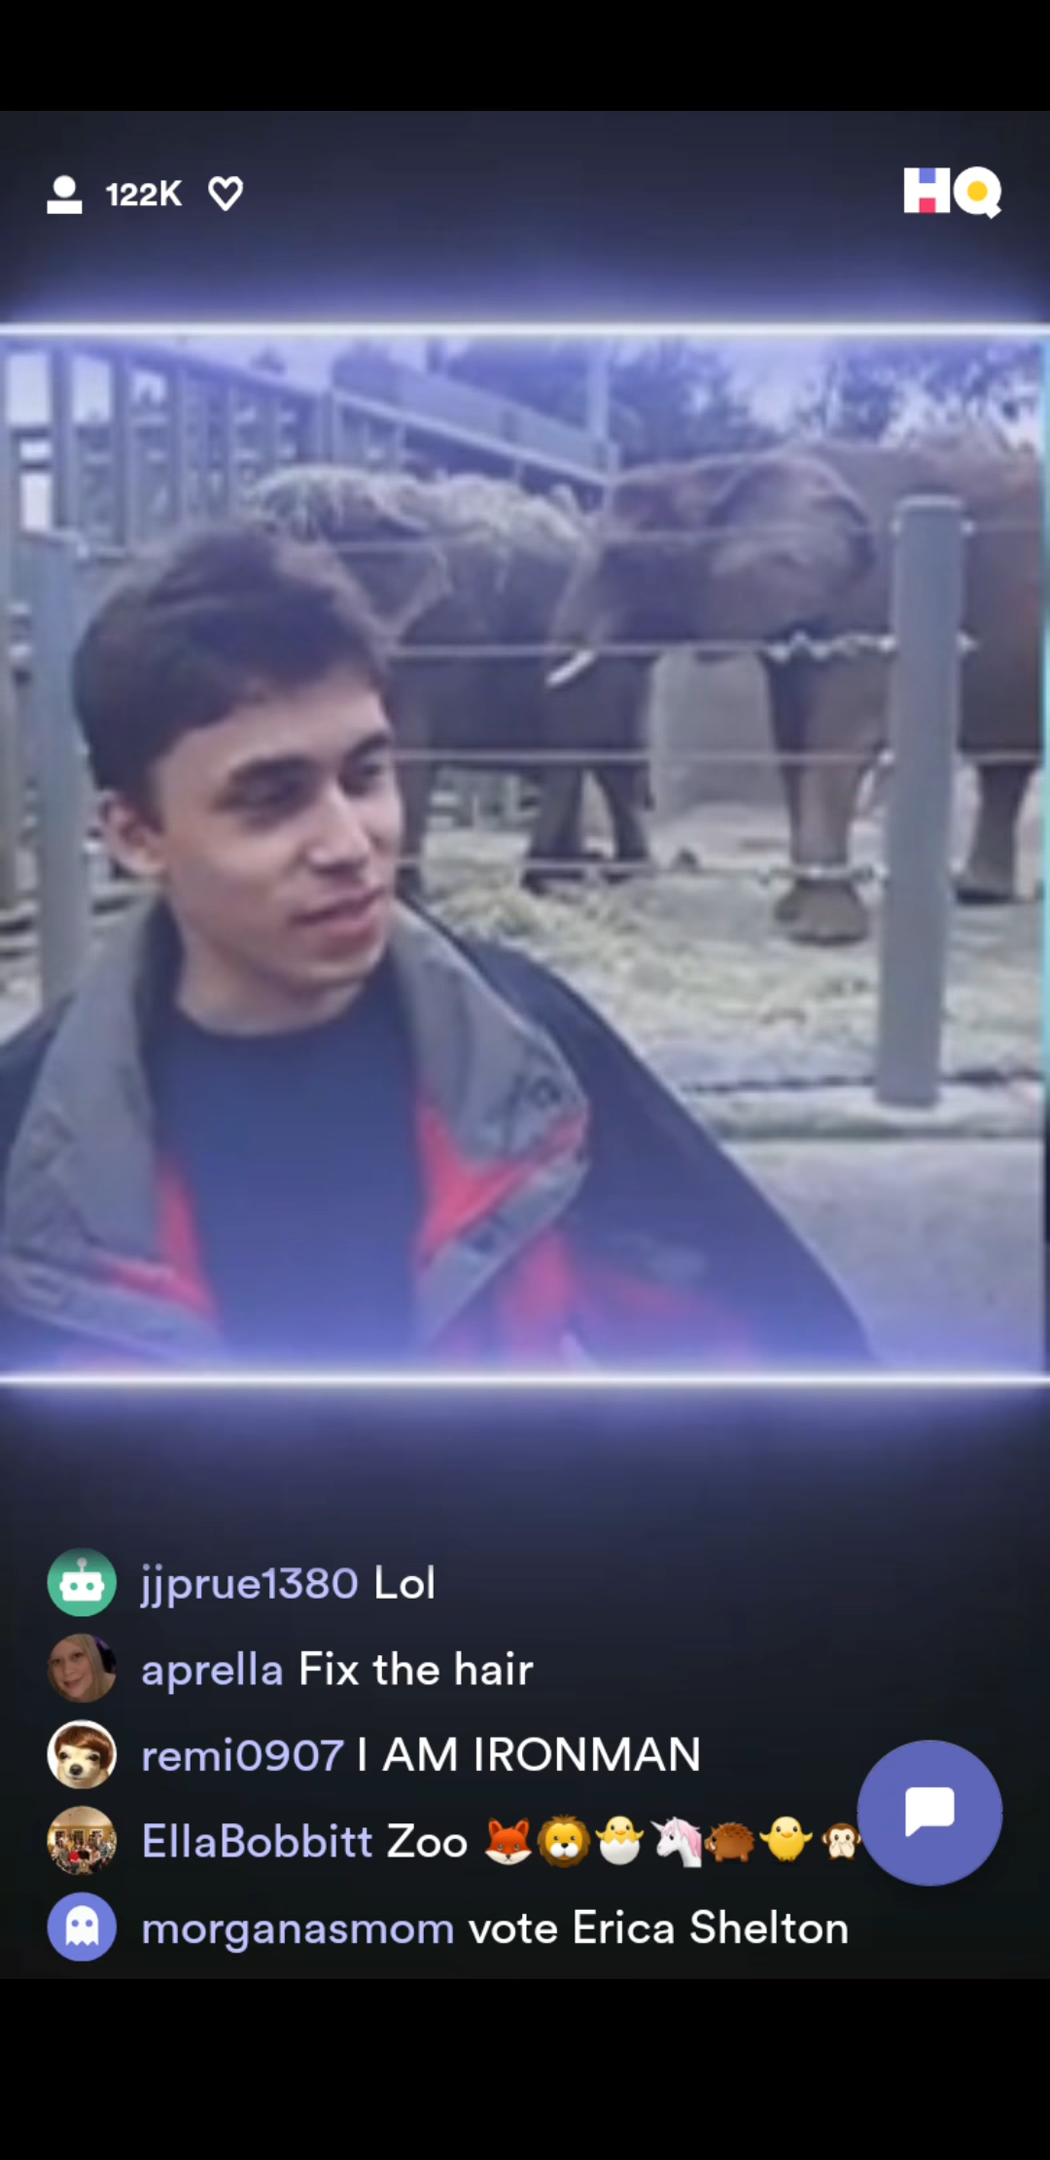 122K
HQ
jjprue1380 Lol
aprella Fix the hair
remi0907 I AM IRONMAN
EllaBobbitt Zoo 🦊🦁🐣🦄🦔🐥🙊
morganasmom vote Erica Shelton